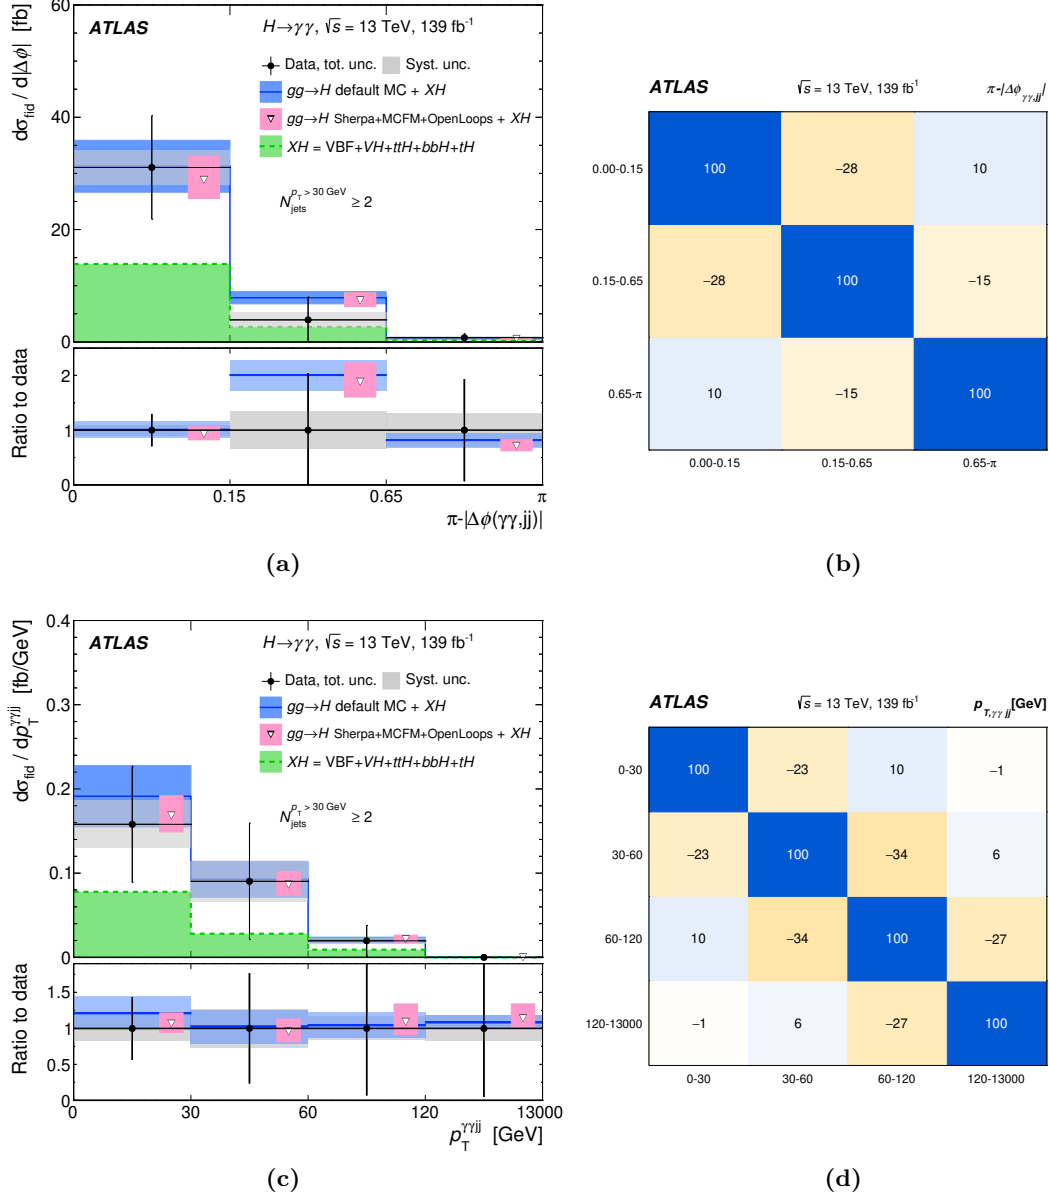 60
40
20
0
dσ_fid / d|Δϕ| [fb]
ATLAS
H→γγ, √s = 13 TeV, 139 fb⁻¹
Data, tot. unc. Syst. unc.
gg→H default MC + XH
gg→H Sherpa+MCFM+OpenLoops + XH
XH = VBF+VH+ttH+bbH+tH
N_jets^{p_T > 30 GeV} ≥ 2
Ratio to data
2
1
0
0 0.15 0.65 π
π-|Δϕ(γγ,jj)|
(a)
ATLAS √s = 13 TeV, 139 fb⁻¹ π-|Δϕ_{γγ,jj}|
0.00-0.15 100 −28 10
0.15-0.65 −28 100 −15
0.65-π 10 −15 100
0.00-0.15 0.15-0.65 0.65-π
(b)
0.4
0.3
0.2
0.1
0
dσ_fid / dp_T^{γγjj} [fb/GeV]
ATLAS
H→γγ, √s = 13 TeV, 139 fb⁻¹
Data, tot. unc. Syst. unc.
gg→H default MC + XH
gg→H Sherpa+MCFM+OpenLoops + XH
XH = VBF+VH+ttH+bbH+tH
N_jets^{p_T > 30 GeV} ≥ 2
Ratio to data
1.5
1
0.5
0
0 30 60 120 13000
p_T^{γγjj} [GeV]
(c)
ATLAS √s = 13 TeV, 139 fb⁻¹ p_{T,γγ jj}[GeV]
0-30 100 −23 10 −1
30-60 −23 100 −34 6
60-120 10 −34 100 −27
120-13000 −1 6 −27 100
0-30 30-60 60-120 120-13000
(d)